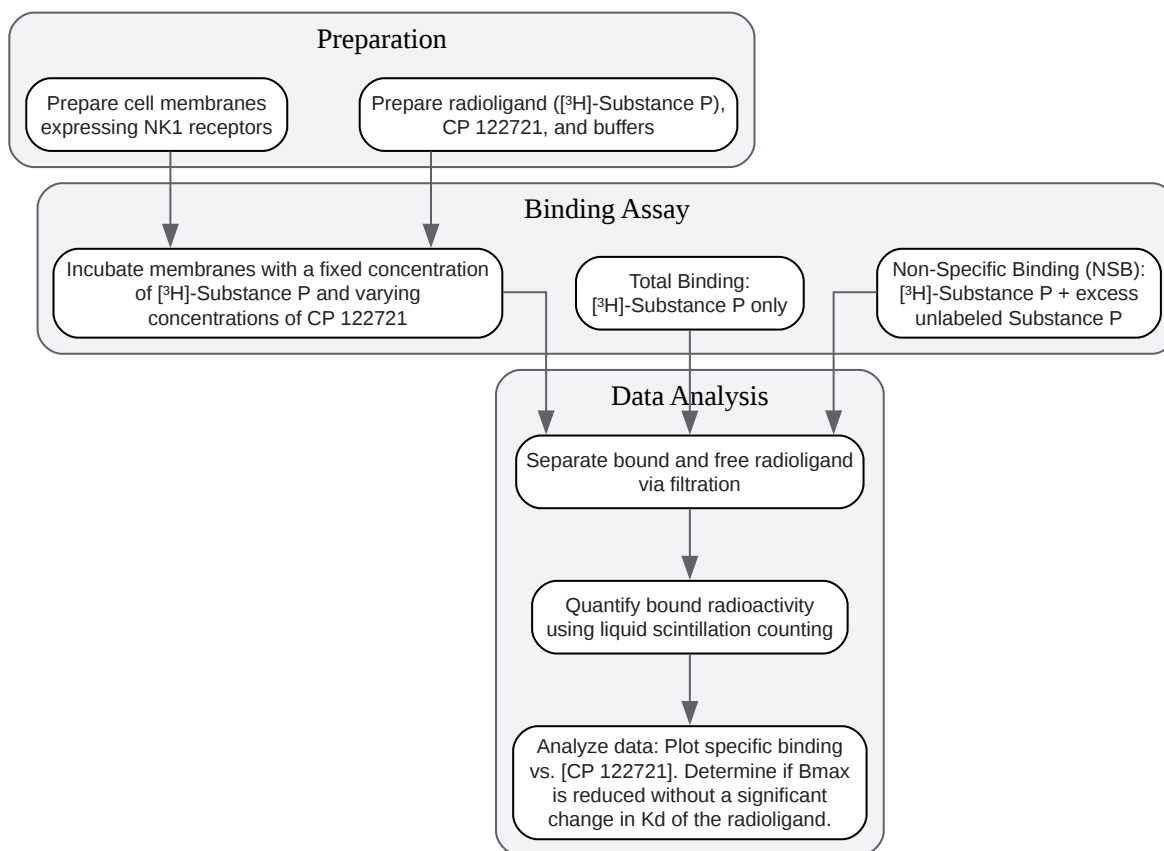 Preparation
Prepare cell membranes
expressing NK1 receptors
Prepare radioligand ([³H]-Substance P),
CP 122721, and buffers
Binding Assay
Incubate membranes with a fixed concentration
of [³H]-Substance P and varying
concentrations of CP 122721
Total Binding:
[³H]-Substance P only
Non-Specific Binding (NSB):
[³H]-Substance P + excess
unlabeled Substance P
Data Analysis
Separate bound and free radioligand
via filtration
Quantify bound radioactivity
using liquid scintillation counting
Analyze data: Plot specific binding
vs. [CP 122721]. Determine if Bmax
is reduced without a significant
change in Kd of the radioligand.